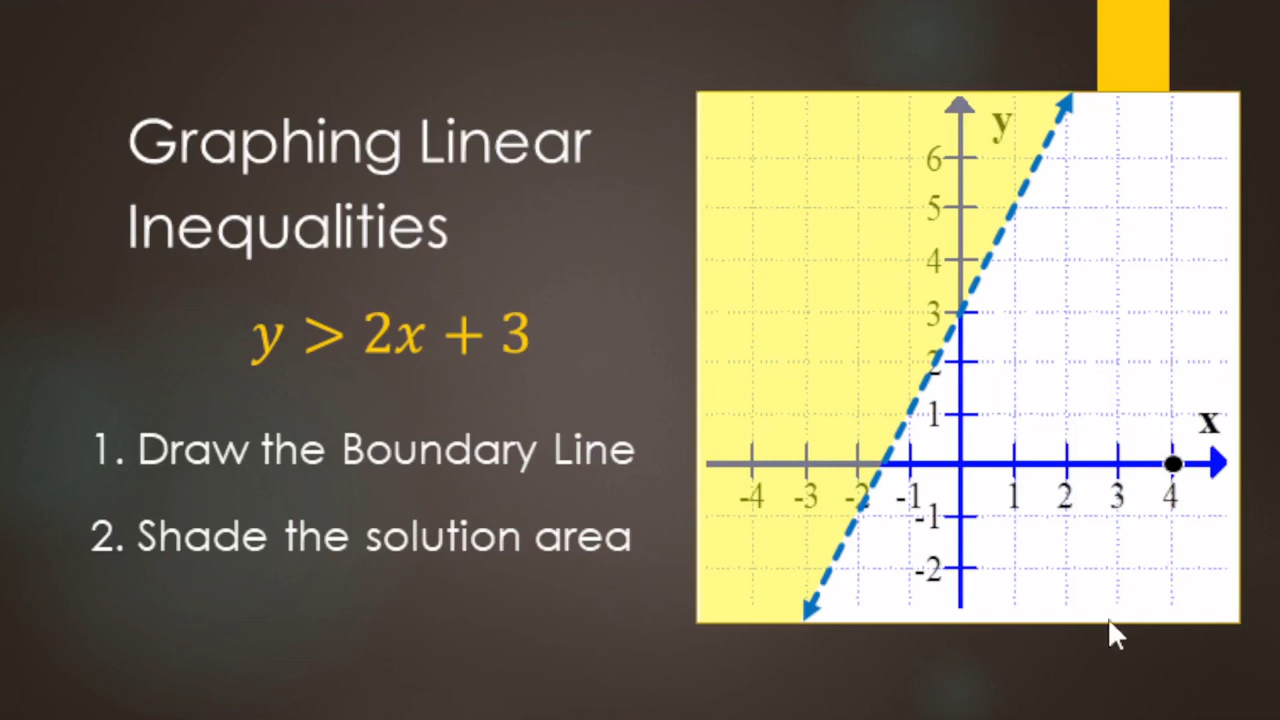 Graphing Linear
Inequalities
y > 2x + 3
1. Draw the Boundary Line
2. Shade the solution area
y
6
5
4
3
2
1
x
-4 -3 -2 -1 1 2 3 4
-1
-2